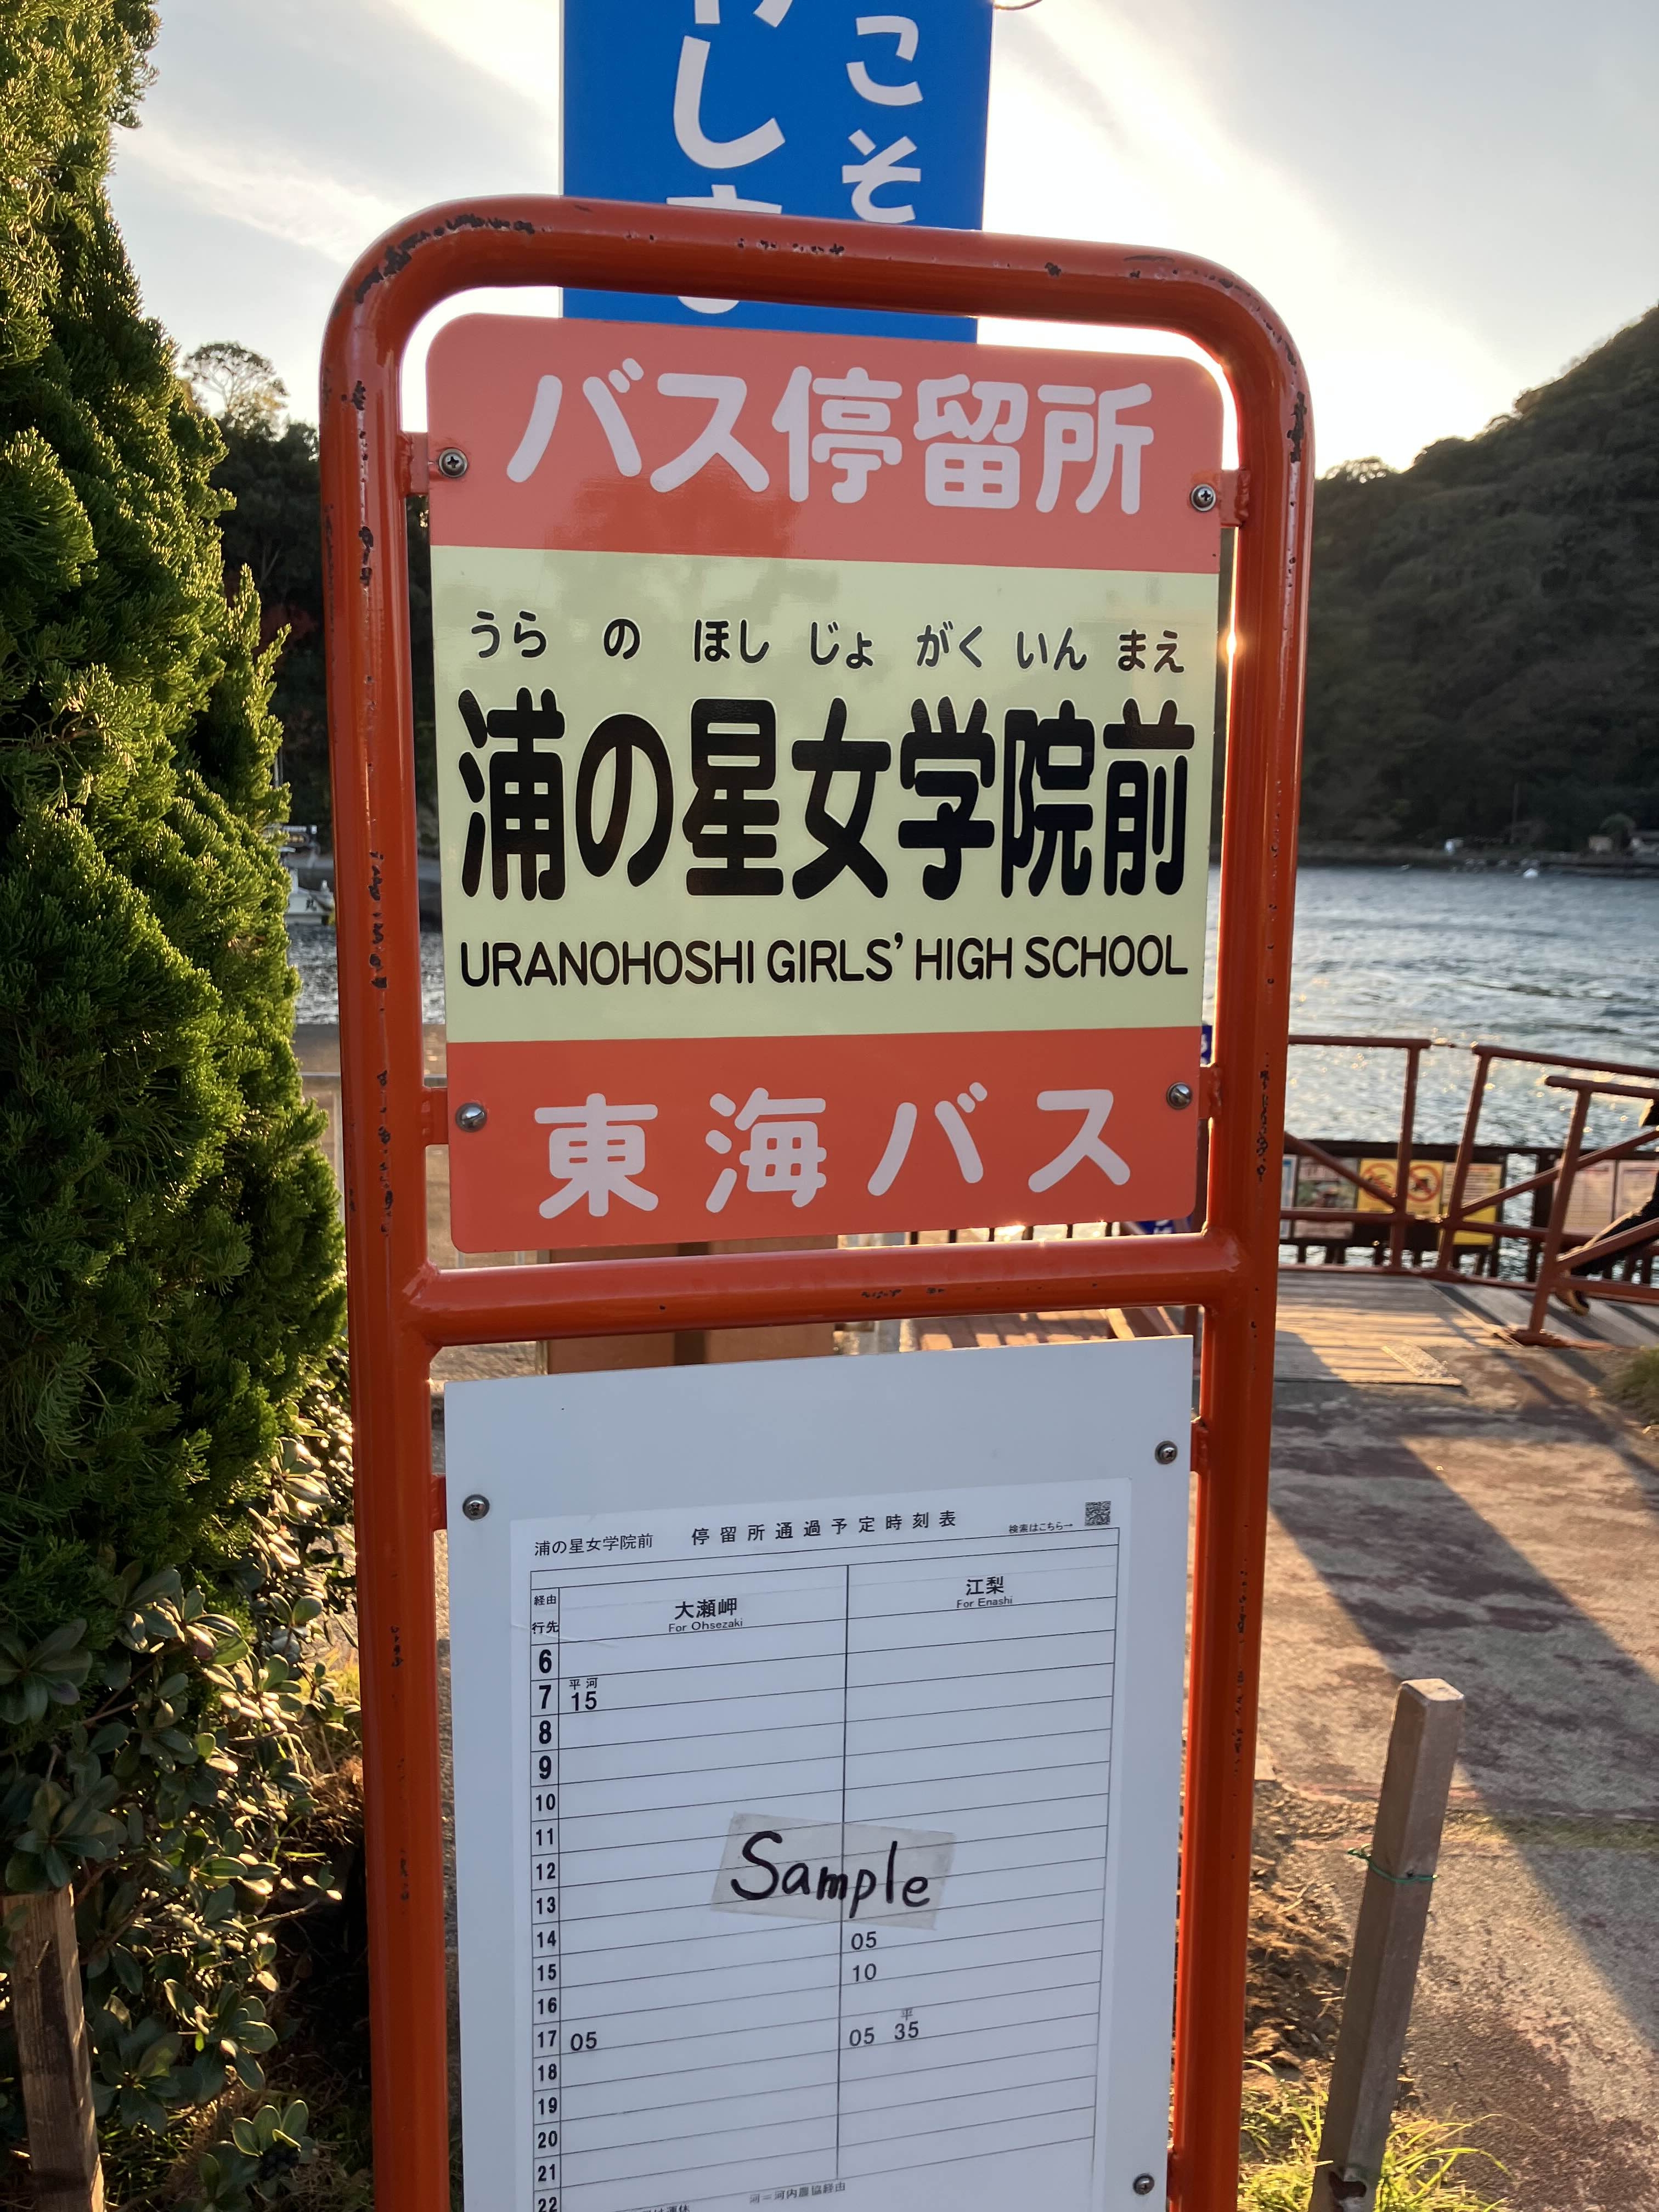 こそ
し
バス停留所
うら の ほし じょ がく いん まえ
浦の星女学院前
URANOHOSHI GIRLS' HIGH SCHOOL
東海バス
浦の星女学院前 停留所通過予定時刻表 検索はこちら→
経由
行先
大瀬岬
For Ohsezaki
江梨
For Enashi
6
平 河
7 15
8
9
10
11
Sample
12
13
14 05
15 10
16
平
17 05 05 35
18
19
20
21
22
河=河内農協経由